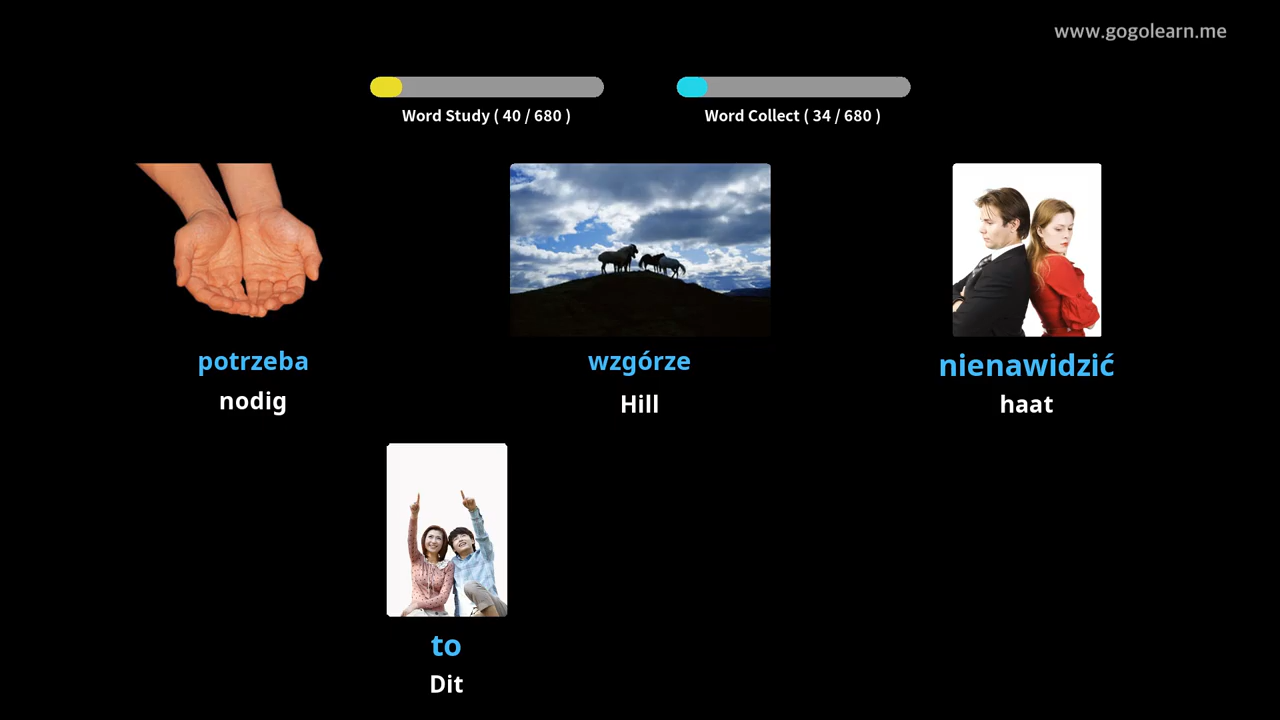 www.gogolearn.me
Word Study ( 40 / 680 )
Word Collect ( 34 / 680 )
potrzeba
nodig
wzgórze
Hill
nienawidzić
haat
to
Dit